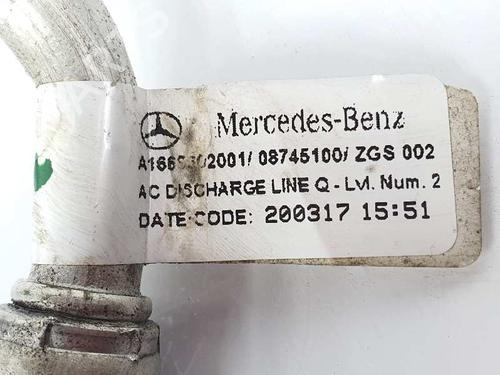 Mercedes-Benz
08745100/ ZGS 002
AC DISCHARGE LINE Q - Lvl. Num. 2
DATE CODE: 200317 15:51